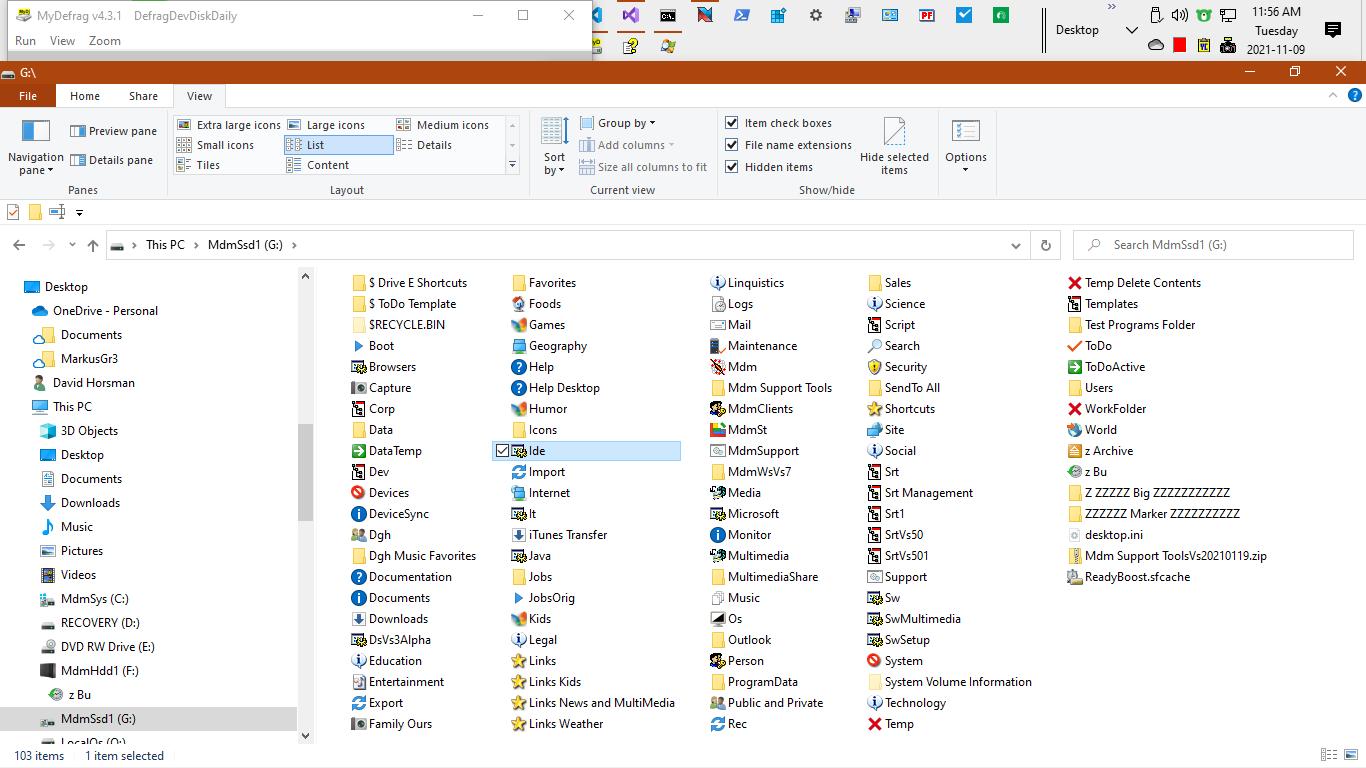 MyDefrag v4.3.1 DefragDevDiskDaily
Run View Zoom
PF
Desktop
»
11:56 AM
Tuesday
2021-11-09
G:\
File Home Share View
Navigation pane
Preview pane
Details pane
Panes
Extra large icons Large icons Medium icons
Small icons List Details
Tiles Content
Layout
Sort by
Group by
Add columns
Size all columns to fit
Current view
Item check boxes
File name extensions
Hidden items
Hide selected items
Show/hide
Options
This PC > MdmSsd1 (G:) >
Search MdmSsd1 (G:)
Desktop
OneDrive - Personal
Documents
MarkusGr3
David Horsman
This PC
3D Objects
Desktop
Documents
Downloads
Music
Pictures
Videos
MdmSys (C:)
RECOVERY (D:)
DVD RW Drive (E:)
MdmHdd1 (F:)
z Bu
MdmSsd1 (G:)
LocalOs (O:)
$ Drive E Shortcuts
$ ToDo Template
$RECYCLE.BIN
Boot
Browsers
Capture
Corp
Data
DataTemp
Dev
Devices
DeviceSync
Dgh
Dgh Music Favorites
Documentation
Documents
Downloads
DsVs3Alpha
Education
Entertainment
Export
Family Ours
Favorites
Foods
Games
Geography
Help
Help Desktop
Humor
Icons
Ide
Import
Internet
It
iTunes Transfer
Java
Jobs
JobsOrig
Kids
Legal
Links
Links Kids
Links News and MultiMedia
Links Weather
Linquistics
Logs
Mail
Maintenance
Mdm
Mdm Support Tools
MdmClients
MdmSt
MdmSupport
MdmWsVs7
Media
Microsoft
Monitor
Multimedia
MultimediaShare
Music
Os
Outlook
Person
ProgramData
Public and Private
Rec
Sales
Science
Script
Search
Security
SendTo All
Shortcuts
Site
Social
Srt
Srt Management
Srt1
SrtVs50
SrtVs501
Support
Sw
SwMultimedia
SwSetup
System
System Volume Information
Technology
Temp
Temp Delete Contents
Templates
Test Programs Folder
ToDo
ToDoActive
Users
WorkFolder
World
z Archive
z Bu
Z ZZZZZ Big ZZZZZZZZZZZ
ZZZZZZ Marker ZZZZZZZZZZ
desktop.ini
Mdm Support ToolsVs20210119.zip
ReadyBoost.sfcache
103 items 1 item selected